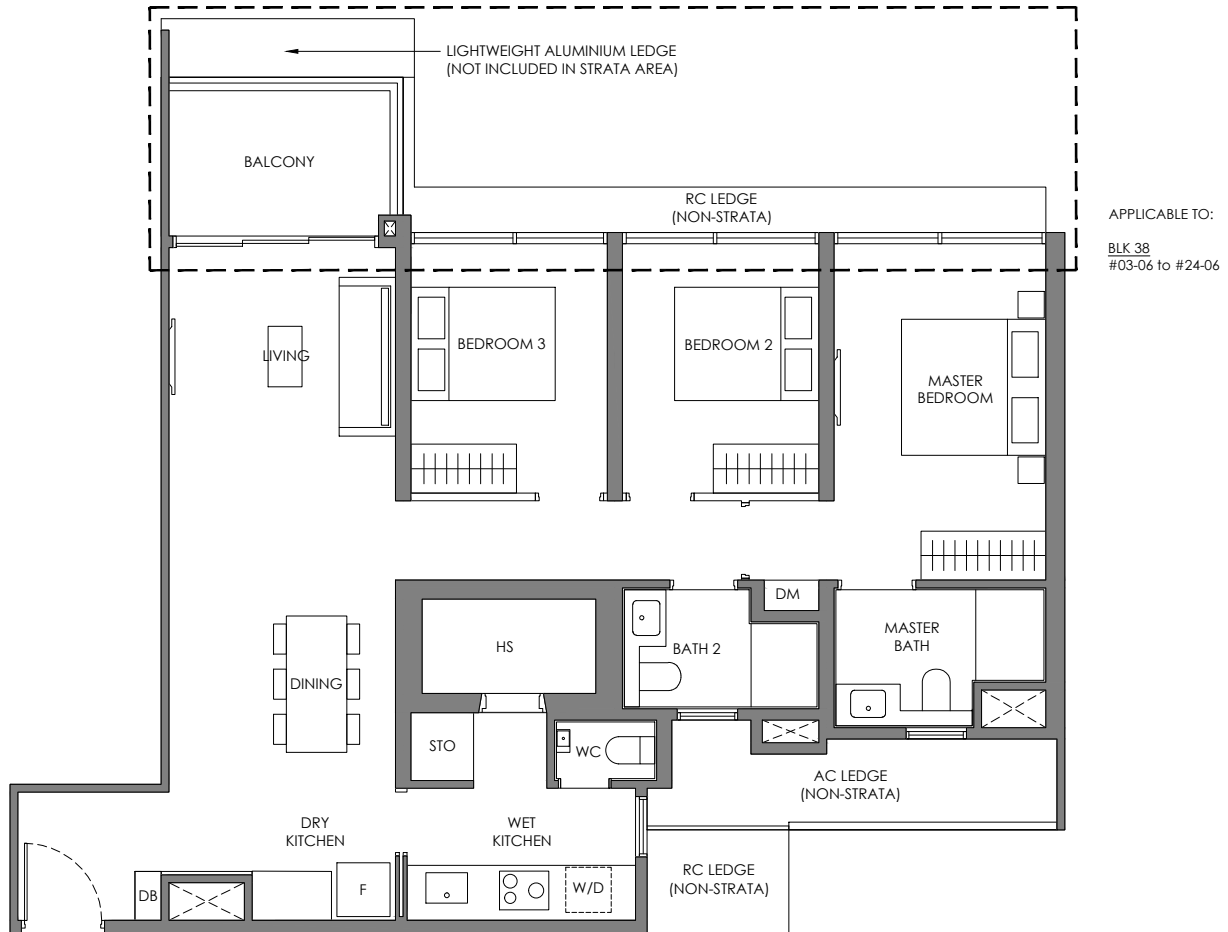 LIGHTWEIGHT ALUMINIUM LEDGE
(NOT INCLUDED IN STRATA AREA)
BALCONY
RC LEDGE
(NON-STRATA)
APPLICABLE TO:
BLK 38
#03-06 to #24-06
LIVING
BEDROOM 3
BEDROOM 2
MASTER
BEDROOM
DM
HS
BATH 2
MASTER
BATH
DINING
STO
WC
AC LEDGE
(NON-STRATA)
DRY
KITCHEN
WET
KITCHEN
RC LEDGE
(NON-STRATA)
DB
F
W/D